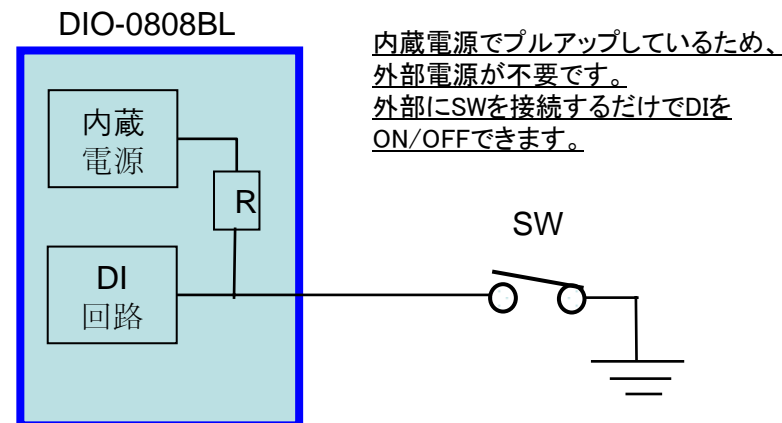 DIO-0808BL
内蔵電源でプルアップしているため、
外部電源が不要です。
外部にSWを接続するだけでDIを
ON/OFFできます。
内蔵
電源
R
SW
DI
回路